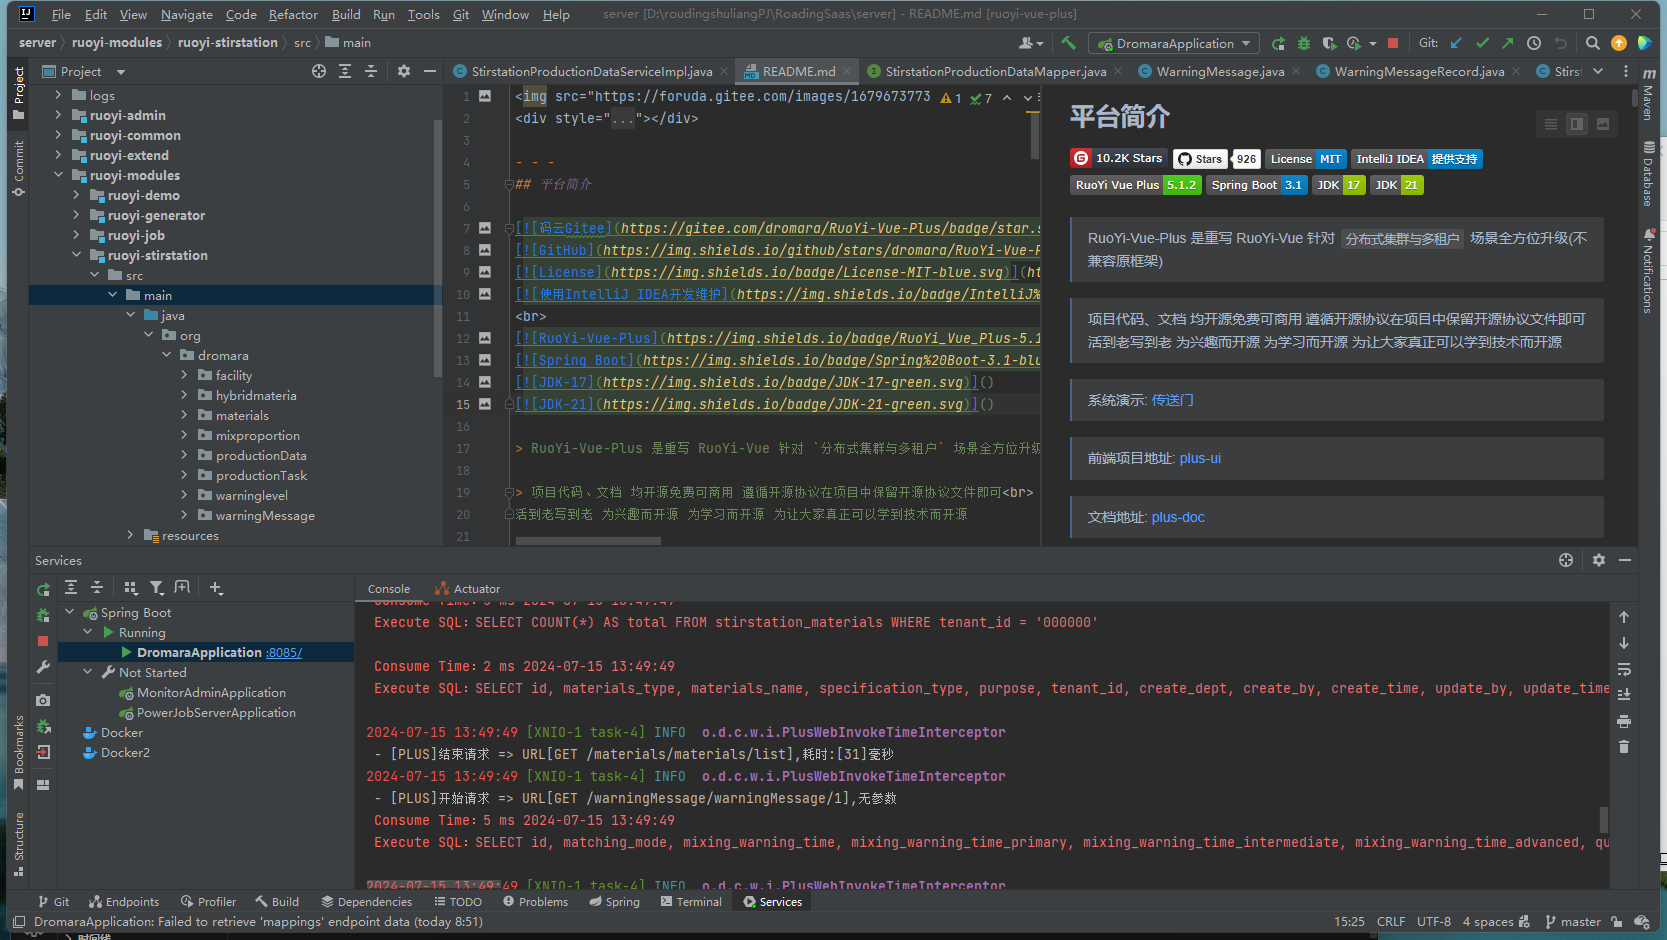 File Edit View Navigate Code Refactor Build Run Tools Git Window Help server [D:\roudingshuliangPJ\RoadingSaas\server] - README.md [ruoyi-vue-plus]
server ruoyi-modules ruoyi-stirstation src main DromaraApplication Git:
Project StirstationProductionDataServiceImpl.java README.md StirstationProductionDataMapper.java WarningMessage.java WarningMessageRecord.java Stirs
Project
Commit
Bookmarks
Structure
Maven
Database
Notifications
logs
ruoyi-admin
ruoyi-common
ruoyi-extend
ruoyi-modules
ruoyi-demo
ruoyi-generator
ruoyi-job
ruoyi-stirstation
src
main
java
org
dromara
facility
hybridmateria
materials
mixproportion
productionData
productionTask
warninglevel
warningMessage
resources
1 <img src="https://foruda.gitee.com/images/1679673773 1 7
2 <div style="..."></div>
3
4 - - -
5 ## 平台简介
6
7 [![码云Gitee](https://gitee.com/dromara/RuoYi-Vue-Plus/badge/star.s
8 [![GitHub](https://img.shields.io/github/stars/dromara/RuoYi-Vue-P
9 [![License](https://img.shields.io/badge/License-MIT-blue.svg)](ht
10 [![使用IntelliJ IDEA开发维护](https://img.shields.io/badge/IntelliJ%
11 <br>
12 [![RuoYi-Vue-Plus](https://img.shields.io/badge/RuoYi_Vue_Plus-5.1
13 [![Spring Boot](https://img.shields.io/badge/Spring%20Boot-3.1-blu
14 [![JDK-17](https://img.shields.io/badge/JDK-17-green.svg)]()
15 [![JDK-21](https://img.shields.io/badge/JDK-21-green.svg)]()
16
17 > RuoYi-Vue-Plus 是重写 RuoYi-Vue 针对 `分布式集群与多租户` 场景全方位升级
18
19 > 项目代码、文档 均开源免费可商用 遵循开源协议在项目中保留开源协议文件即可<br>
20 活到老写到老 为兴趣而开源 为学习而开源 为让大家真正可以学到技术而开源
21
平台简介
10.2K Stars Stars 926 License MIT IntelliJ IDEA 提供支持
RuoYi Vue Plus 5.1.2 Spring Boot 3.1 JDK 17 JDK 21
RuoYi-Vue-Plus 是重写 RuoYi-Vue 针对 分布式集群与多租户 场景全方位升级(不
兼容原框架)
项目代码、文档 均开源免费可商用 遵循开源协议在项目中保留开源协议文件即可
活到老写到老 为兴趣而开源 为学习而开源 为让大家真正可以学到技术而开源
系统演示: 传送门
前端项目地址: plus-ui
文档地址: plus-doc
Services
Spring Boot
Running
DromaraApplication :8085/
Not Started
MonitorAdminApplication
PowerJobServerApplication
Docker
Docker2
Console Actuator
Consume Time：5 ms 2024-07-15 13:49:49
Execute SQL：SELECT COUNT(*) AS total FROM stirstation_materials WHERE tenant_id = '000000'
Consume Time：2 ms 2024-07-15 13:49:49
Execute SQL：SELECT id, materials_type, materials_name, specification_type, purpose, tenant_id, create_dept, create_by, create_time, update_by, update_time
2024-07-15 13:49:49 [XNIO-1 task-4] INFO o.d.c.w.i.PlusWebInvokeTimeInterceptor
- [PLUS]结束请求 => URL[GET /materials/materials/list],耗时:[31]毫秒
2024-07-15 13:49:49 [XNIO-1 task-4] INFO o.d.c.w.i.PlusWebInvokeTimeInterceptor
- [PLUS]开始请求 => URL[GET /warningMessage/warningMessage/1],无参数
Consume Time：5 ms 2024-07-15 13:49:49
Execute SQL：SELECT id, matching_mode, mixing_warning_time, mixing_warning_time_primary, mixing_warning_time_intermediate, mixing_warning_time_advanced, qu
2024-07-15 13:49:49 [XNIO-1 task-4] INFO o.d.c.w.i.PlusWebInvokeTimeInterceptor
Git Endpoints Profiler Build Dependencies TODO Problems Spring Terminal Services
DromaraApplication: Failed to retrieve 'mappings' endpoint data (today 8:51) 15:25 CRLF UTF-8 4 spaces master
时间线